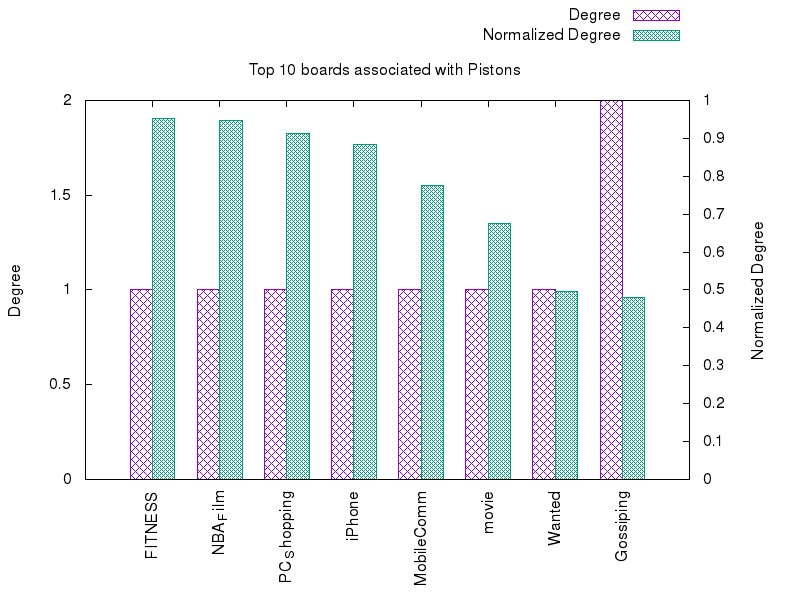 Degree
Normalized Degree
Top 10 boards associated with Pistons
2
1.5
1
0.5
0
Degree
1
0.9
0.8
0.7
0.6
0.5
0.4
0.3
0.2
0.1
0
Normalized Degree
FITNESS
NBA_Film
PC_Shopping
iPhone
MobileComm
movie
Wanted
Gossiping